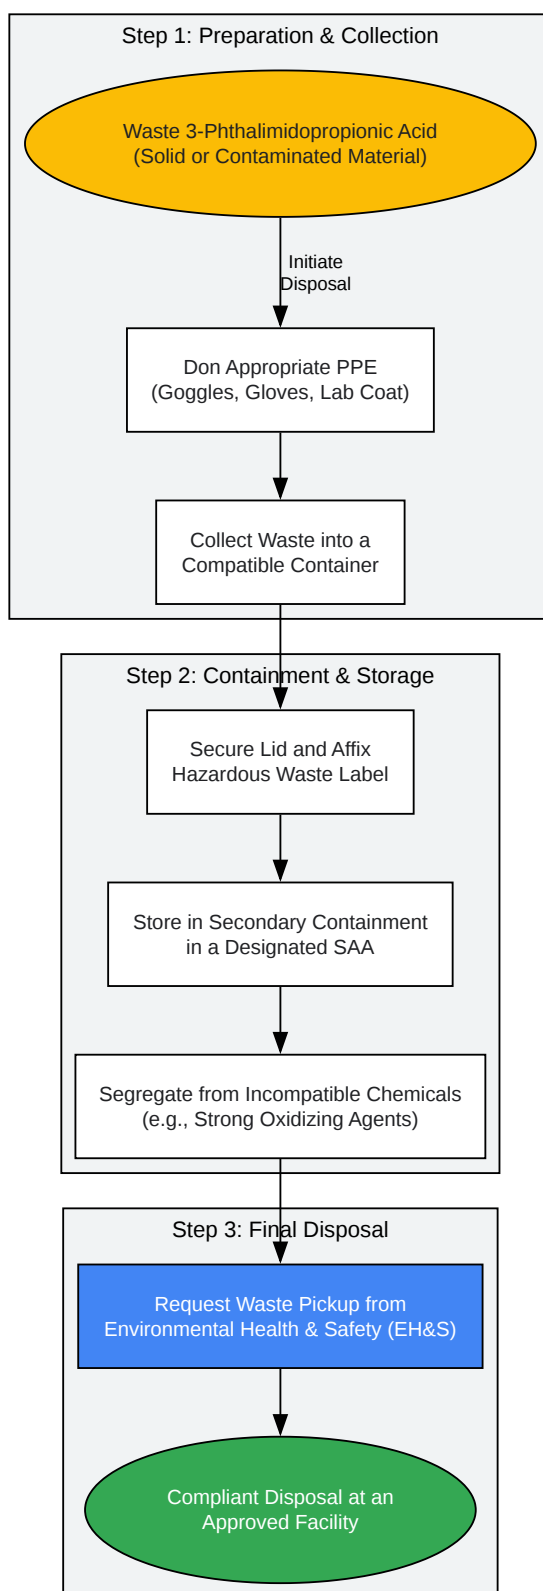 Step 1: Preparation & Collection
Waste 3-Phthalimidopropionic Acid
(Solid or Contaminated Material)
Initiate
Disposal
Don Appropriate PPE
(Goggles, Gloves, Lab Coat)
Collect Waste into a
Compatible Container
Step 2: Containment & Storage
Secure Lid and Affix
Hazardous Waste Label
Store in Secondary Containment
in a Designated SAA
Segregate from Incompatible Chemicals
(e.g., Strong Oxidizing Agents)
Step 3: Final Disposal
Request Waste Pickup from
Environmental Health & Safety (EH&S)
Compliant Disposal at an
Approved Facility